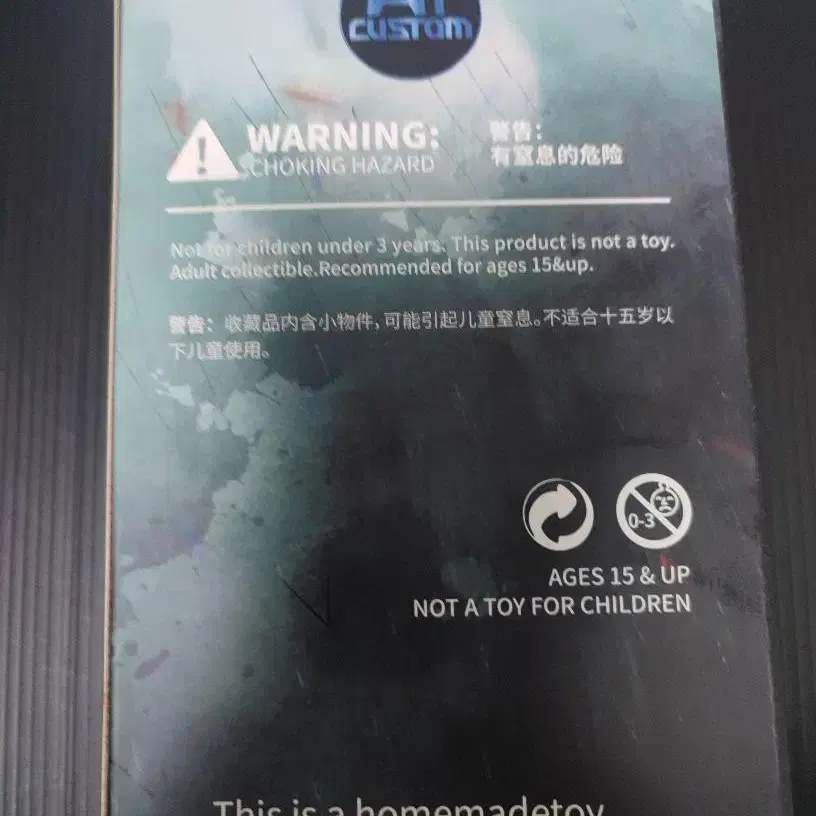 CUSTOM
WARNING:
CHOKING HAZARD
警告：
有窒息的危险
Not for children under 3 years. This product is not a toy.
Adult collectible.Recommended for ages 15&up.
警告：收藏品内含小物件，可能引起儿童窒息。不适合十五岁以
下儿童使用。
0-3
AGES 15 & UP
NOT A TOY FOR CHILDREN
This is a homemadetoy